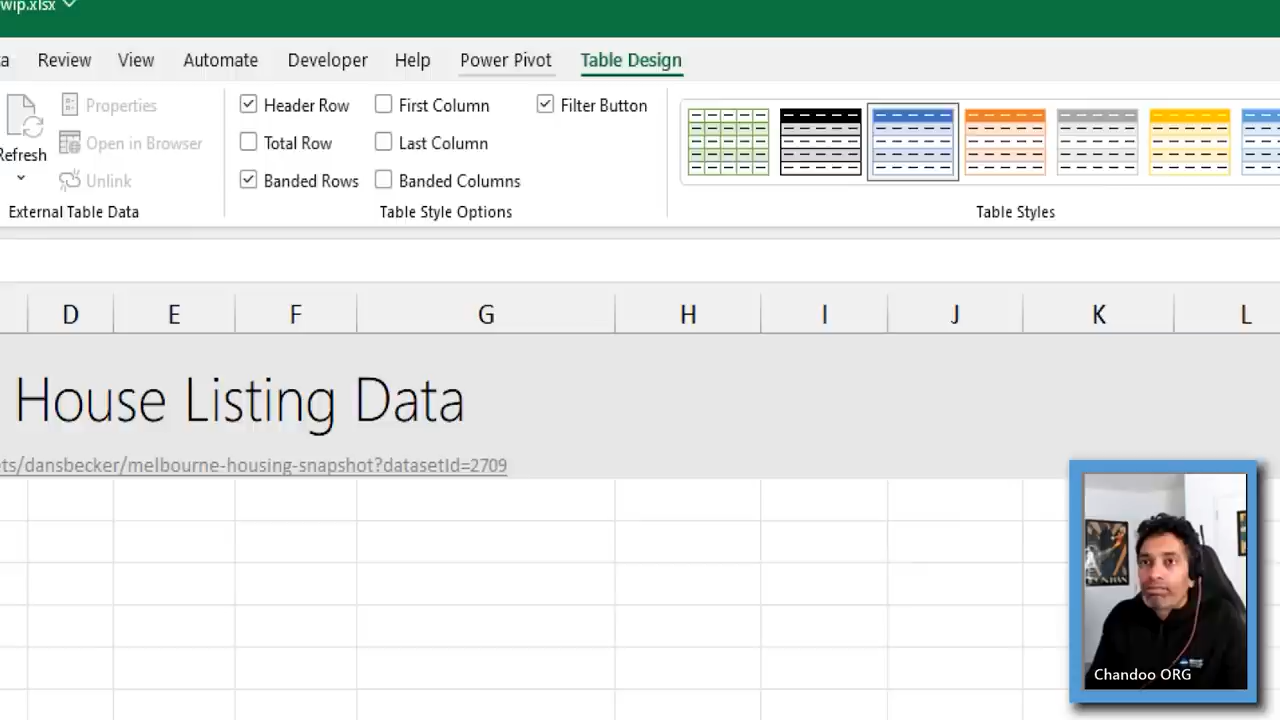 wip.xlsx
Review View Automate Developer Help Power Pivot Table Design
Properties Header Row First Column Filter Button
Open in Browser Total Row Last Column
Refresh
Unlink Banded Rows Banded Columns
External Table Data Table Style Options Table Styles
D E F G H I J K L
House Listing Data
ets/dansbecker/melbourne-housing-snapshot?datasetId=2709
Chandoo ORG